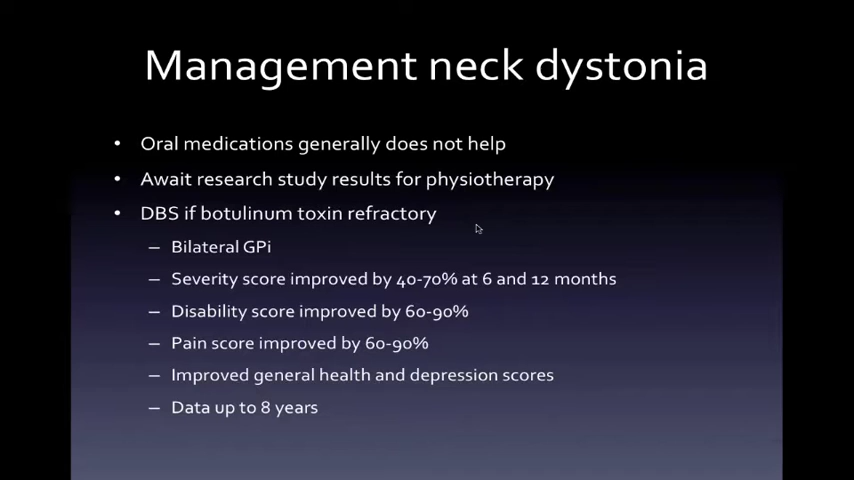 Management neck dystonia
• Oral medications generally does not help
• Await research study results for physiotherapy
• DBS if botulinum toxin refractory
– Bilateral GPi
– Severity score improved by 40-70% at 6 and 12 months
– Disability score improved by 60-90%
– Pain score improved by 60-90%
– Improved general health and depression scores
– Data up to 8 years